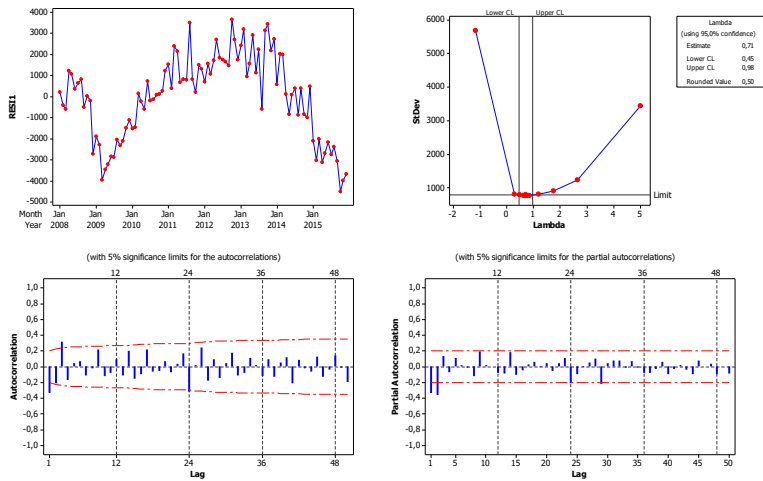 4000
3000
2000
1000
0
-1000
-2000
-3000
-4000
-5000
RESI1
Month Jan Jan Jan Jan Jan Jan Jan Jan
Year 2008 2009 2010 2011 2012 2013 2014 2015
Lower CL Upper CL
6000
5000
4000
3000
2000
1000
StDev
Limit
-2 -1 0 1 2 3 4 5
Lambda
Lambda
(using 95,0% confidence)
Estimate 0,71
Lower CL 0,45
Upper CL 0,98
Rounded Value 0,50
(with 5% significance limits for the autocorrelations)
12 24 36 48
1,0
0,8
0,6
0,4
0,2
0,0
-0,2
-0,4
-0,6
-0,8
-1,0
Autocorrelation
1 6 12 18 24 30 36 42 48
Lag
(with 5% significance limits for the partial autocorrelations)
12 24 36 48
1,0
0,8
0,6
0,4
0,2
0,0
-0,2
-0,4
-0,6
-0,8
-1,0
Partial Autocorrelation
1 5 10 15 20 25 30 35 40 45 50
Lag